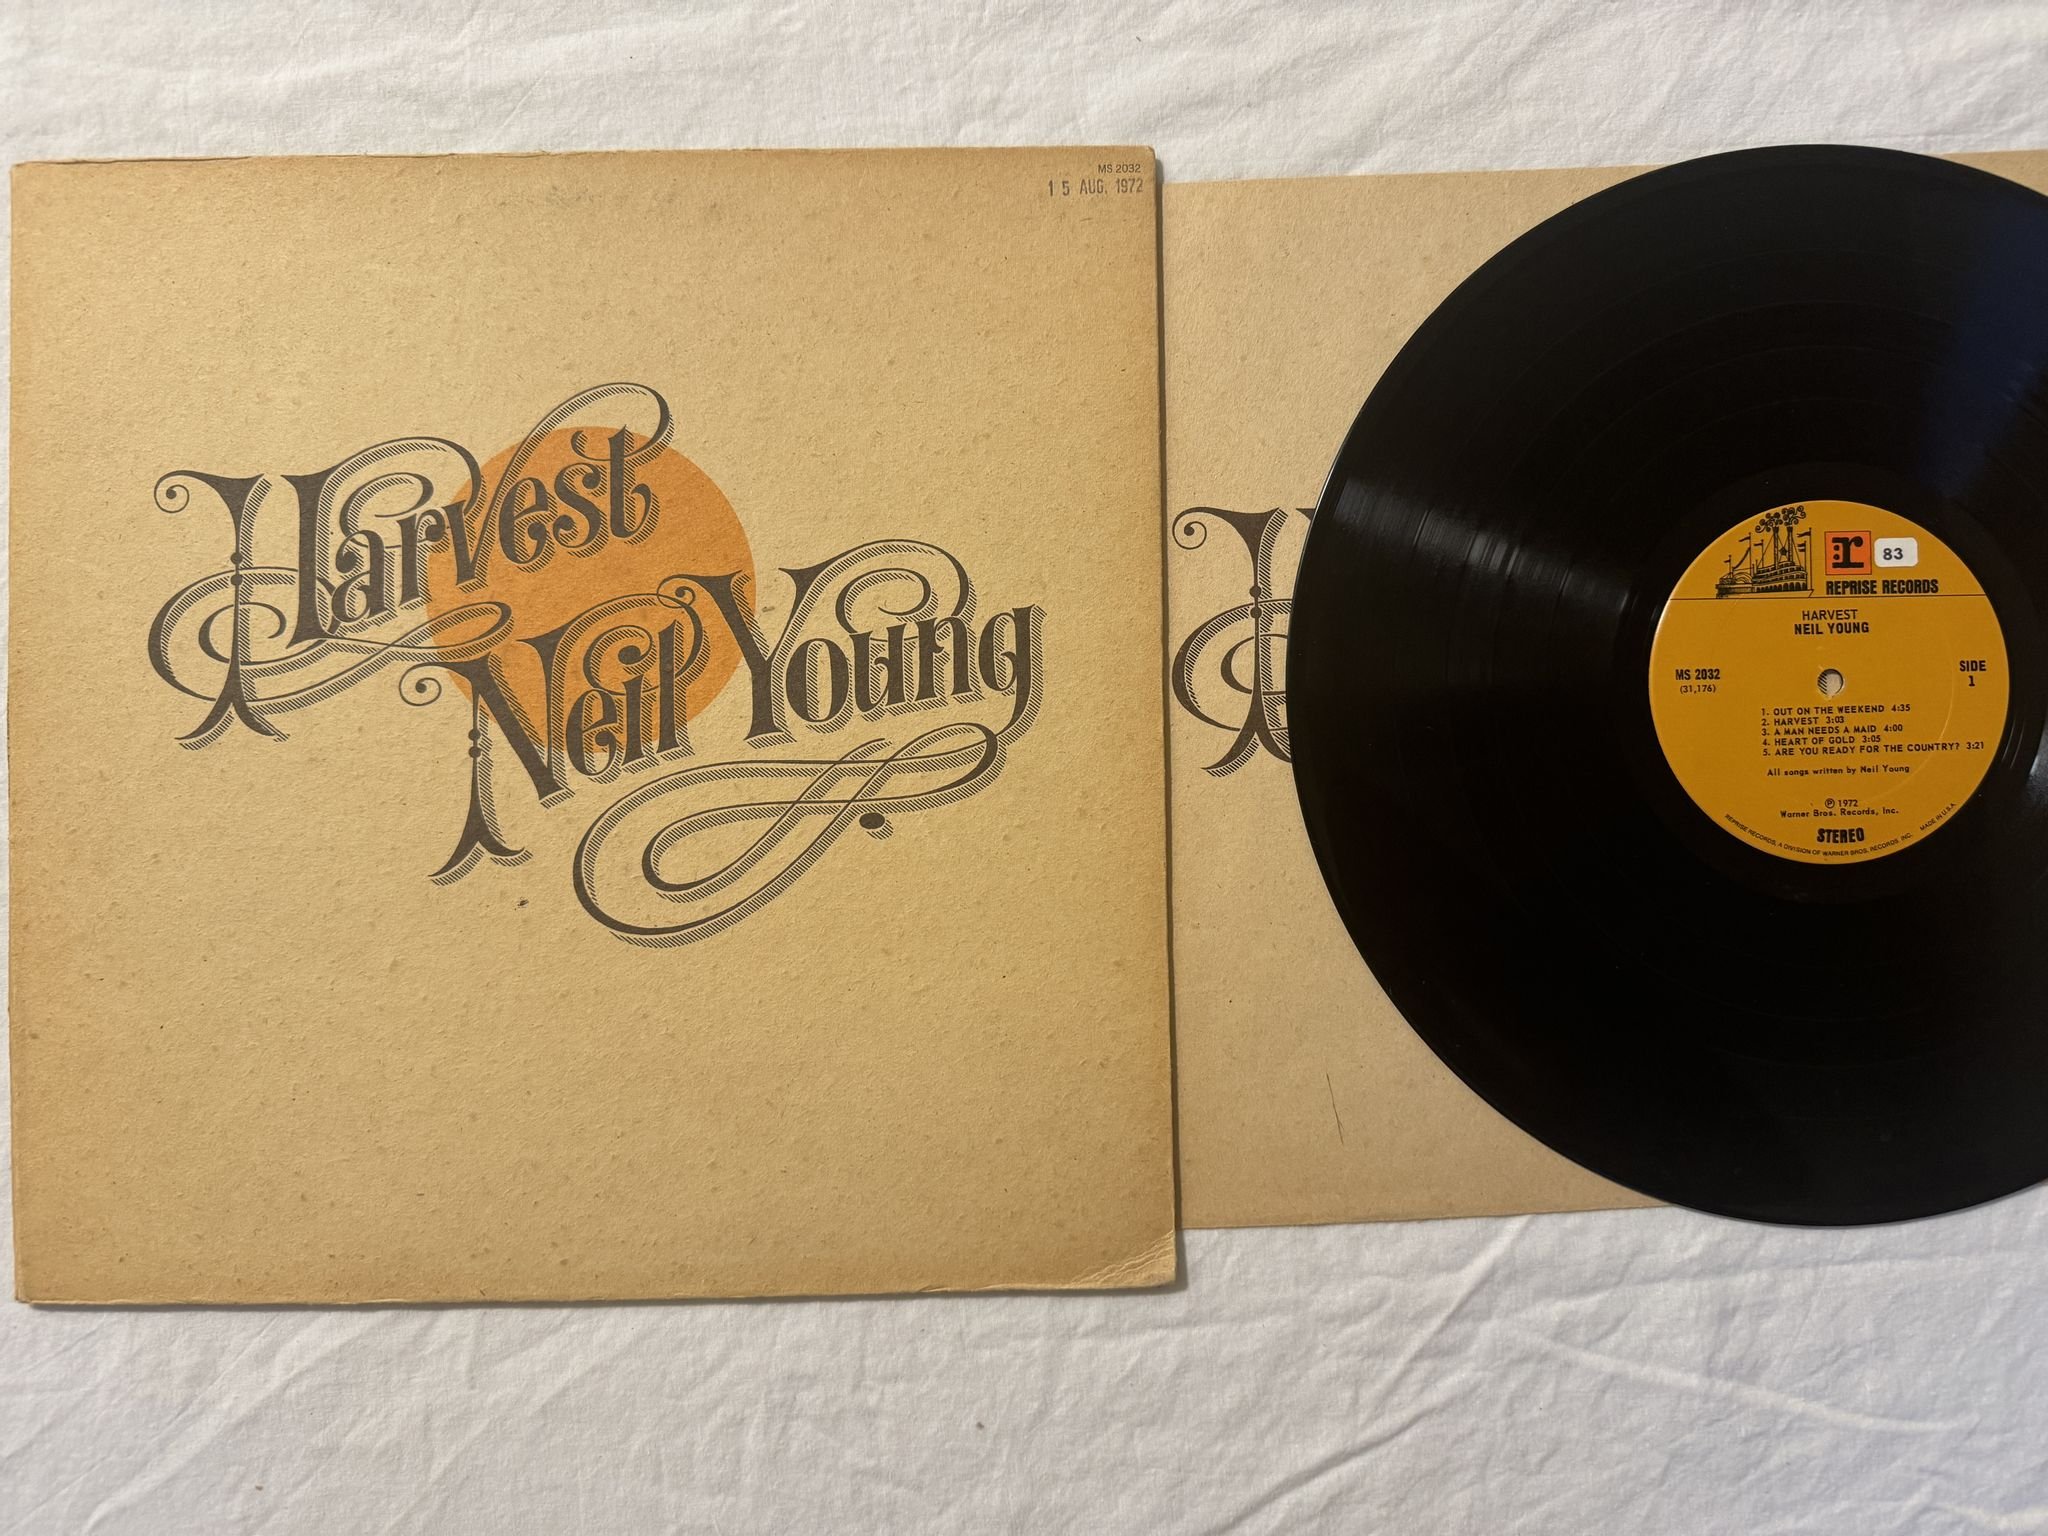 MS 2032
15 AUG. 1972
Harvest
Neil Young
r
83
REPRISE RECORDS
HARVEST
NEIL YOUNG
MS 2032
(31,176)
SIDE
1
1. OUT ON THE WEEKEND 4:35
2. HARVEST 3:03
3. A MAN NEEDS A MAID 4:00
4. HEART OF GOLD 3:05
5. ARE YOU READY FOR THE COUNTRY? 3:21
All songs written by Neil Young
Ⓟ 1972
Warner Bros. Records, Inc.
STEREO
REPRISE RECORDS, A DIVISION OF WARNER BROS. RECORDS INC. MADE IN U.S.A.
H